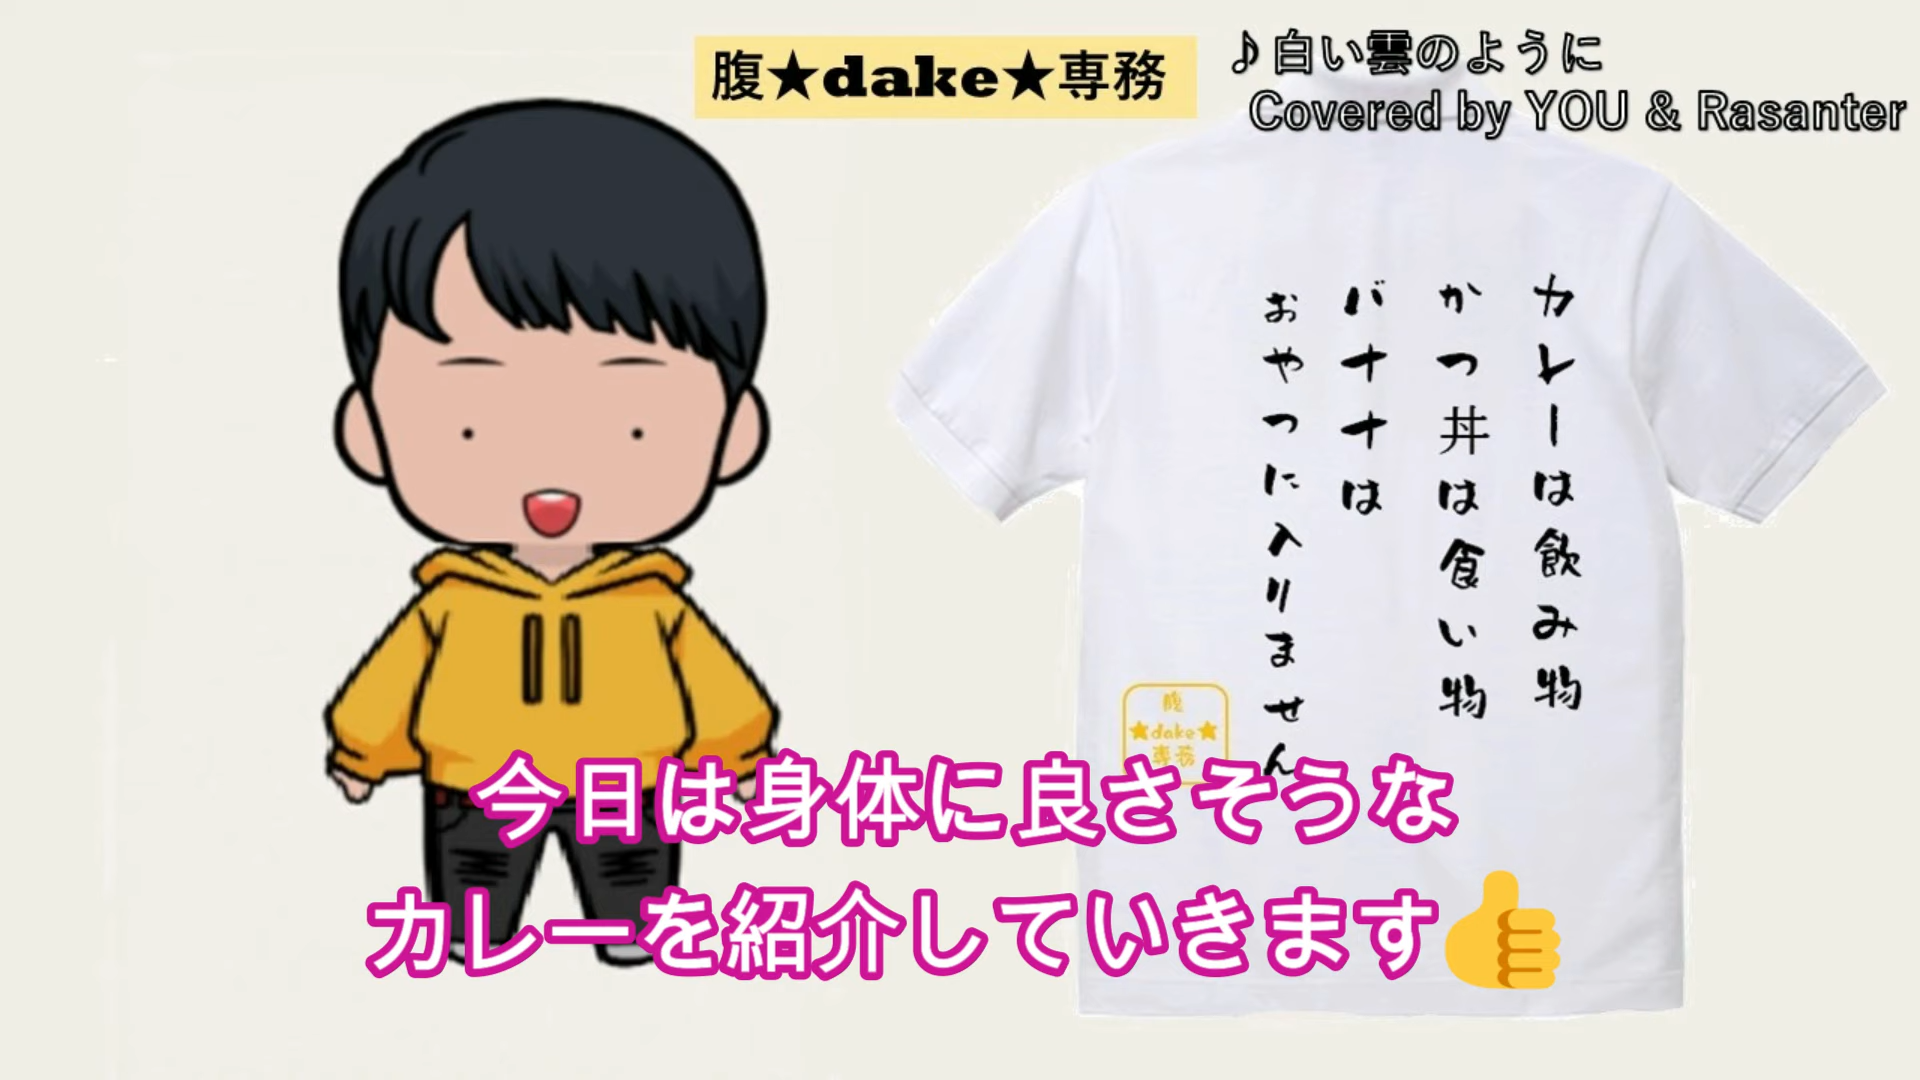 腹★dake★専務
♪白い雲のように
Covered by YOU & Rasanter
カレーは飲み物
かつ丼は食い物
バナナは
おやつに入りません
腹
★dake★
専務
今日は身体に良さそうな
カレーを紹介していきます👍